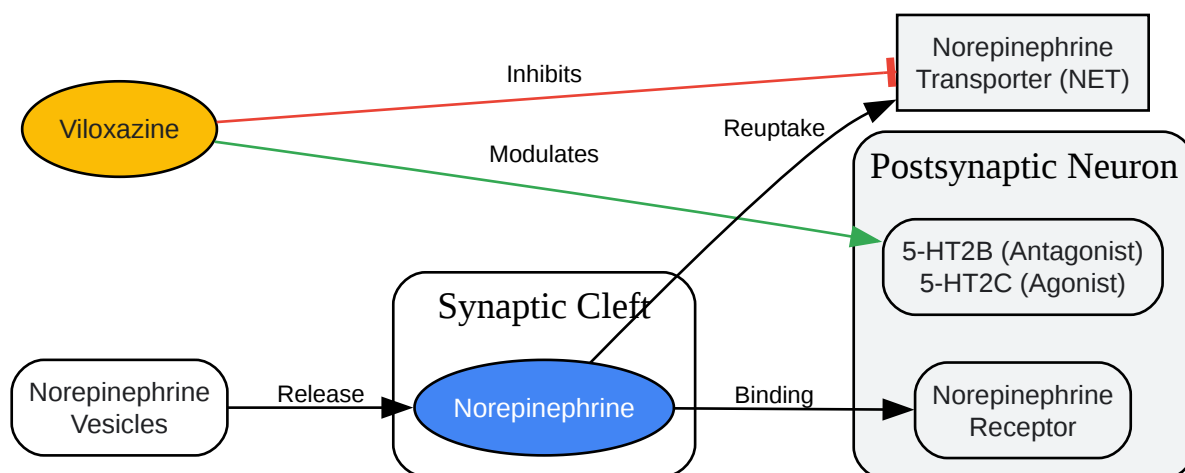 Norepinephrine
Transporter (NET)
Inhibits
Viloxazine
Reuptake
Modulates
Postsynaptic Neuron
5-HT2B (Antagonist)
5-HT2C (Agonist)
Synaptic Cleft
Norepinephrine
Vesicles
Release
Norepinephrine
Binding
Norepinephrine
Receptor